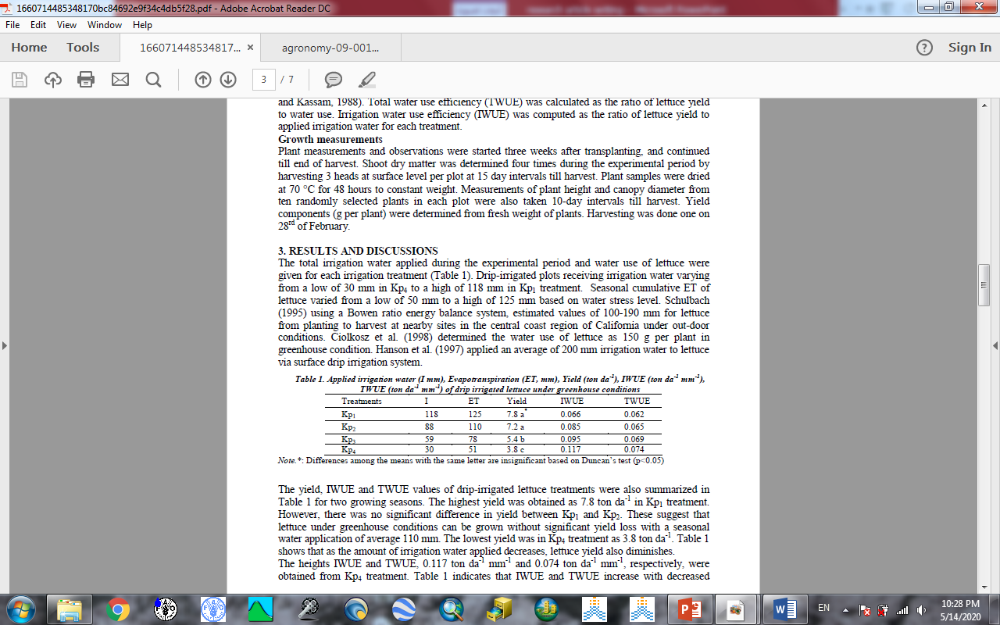 1660714485348170bc84692e9f34c4db5f28.pdf - Adobe Acrobat Reader DC
File Edit View Window Help
Home Tools 166071448534817... × agronomy-09-001... Sign In
3 / 7
and Kassam, 1988). Total water use efficiency (TWUE) was calculated as the ratio of lettuce yield
to water use. Irrigation water use efficiency (IWUE) was computed as the ratio of lettuce yield to
applied irrigation water for each treatment.
Growth measurements
Plant measurements and observations were started three weeks after transplanting, and continued
till end of harvest. Shoot dry matter was determined four times during the experimental period by
harvesting 3 heads at surface level per plot at 15 day intervals till harvest. Plant samples were dried
at 70 °C for 48 hours to constant weight. Measurements of plant height and canopy diameter from
ten randomly selected plants in each plot were also taken 10-day intervals till harvest. Yield
components (g per plant) were determined from fresh weight of plants. Harvesting was done one on
28rd of February.
3. RESULTS AND DISCUSSIONS
The total irrigation water applied during the experimental period and water use of lettuce were
given for each irrigation treatment (Table 1). Drip-irrigated plots receiving irrigation water varying
from a low of 30 mm in Kp4 to a high of 118 mm in Kp1 treatment. Seasonal cumulative ET of
lettuce varied from a low of 50 mm to a high of 125 mm based on water stress level. Schulbach
(1995) using a Bowen ratio energy balance system, estimated values of 100-190 mm for lettuce
from planting to harvest at nearby sites in the central coast region of California under out-door
conditions. Ciolkosz et al. (1998) determined the water use of lettuce as 150 g per plant in
greenhouse condition. Hanson et al. (1997) applied an average of 200 mm irrigation water to lettuce
via surface drip irrigation system.
Table 1. Applied irrigation water (I mm), Evapotranspiration (ET, mm), Yield (ton da-1), IWUE (ton da-1 mm-1),
TWUE (ton da-1 mm-1) of drip irrigated lettuce under greenhouse conditions
Treatments I ET Yield IWUE TWUE
Kp1 118 125 7.8 a* 0.066 0.062
Kp2 88 110 7.2 a 0.085 0.065
Kp3 59 78 5.4 b 0.095 0.069
Kp4 30 51 3.8 c 0.117 0.074
Note.*: Differences among the means with the same letter are insignificant based on Duncan's test (p<0.05)
The yield, IWUE and TWUE values of drip-irrigated lettuce treatments were also summarized in
Table 1 for two growing seasons. The highest yield was obtained as 7.8 ton da-1 in Kp1 treatment.
However, there was no significant difference in yield between Kp1 and Kp2. These suggest that
lettuce under greenhouse conditions can be grown without significant yield loss with a seasonal
water application of average 110 mm. The lowest yield was in Kp4 treatment as 3.8 ton da-1. Table 1
shows that as the amount of irrigation water applied decreases, lettuce yield also diminishes.
The heights IWUE and TWUE, 0.117 ton da-1 mm-1 and 0.074 ton da-1 mm-1, respectively, were
obtained from Kp4 treatment. Table 1 indicates that IWUE and TWUE increase with decreased
EN
10:28 PM
5/14/2020